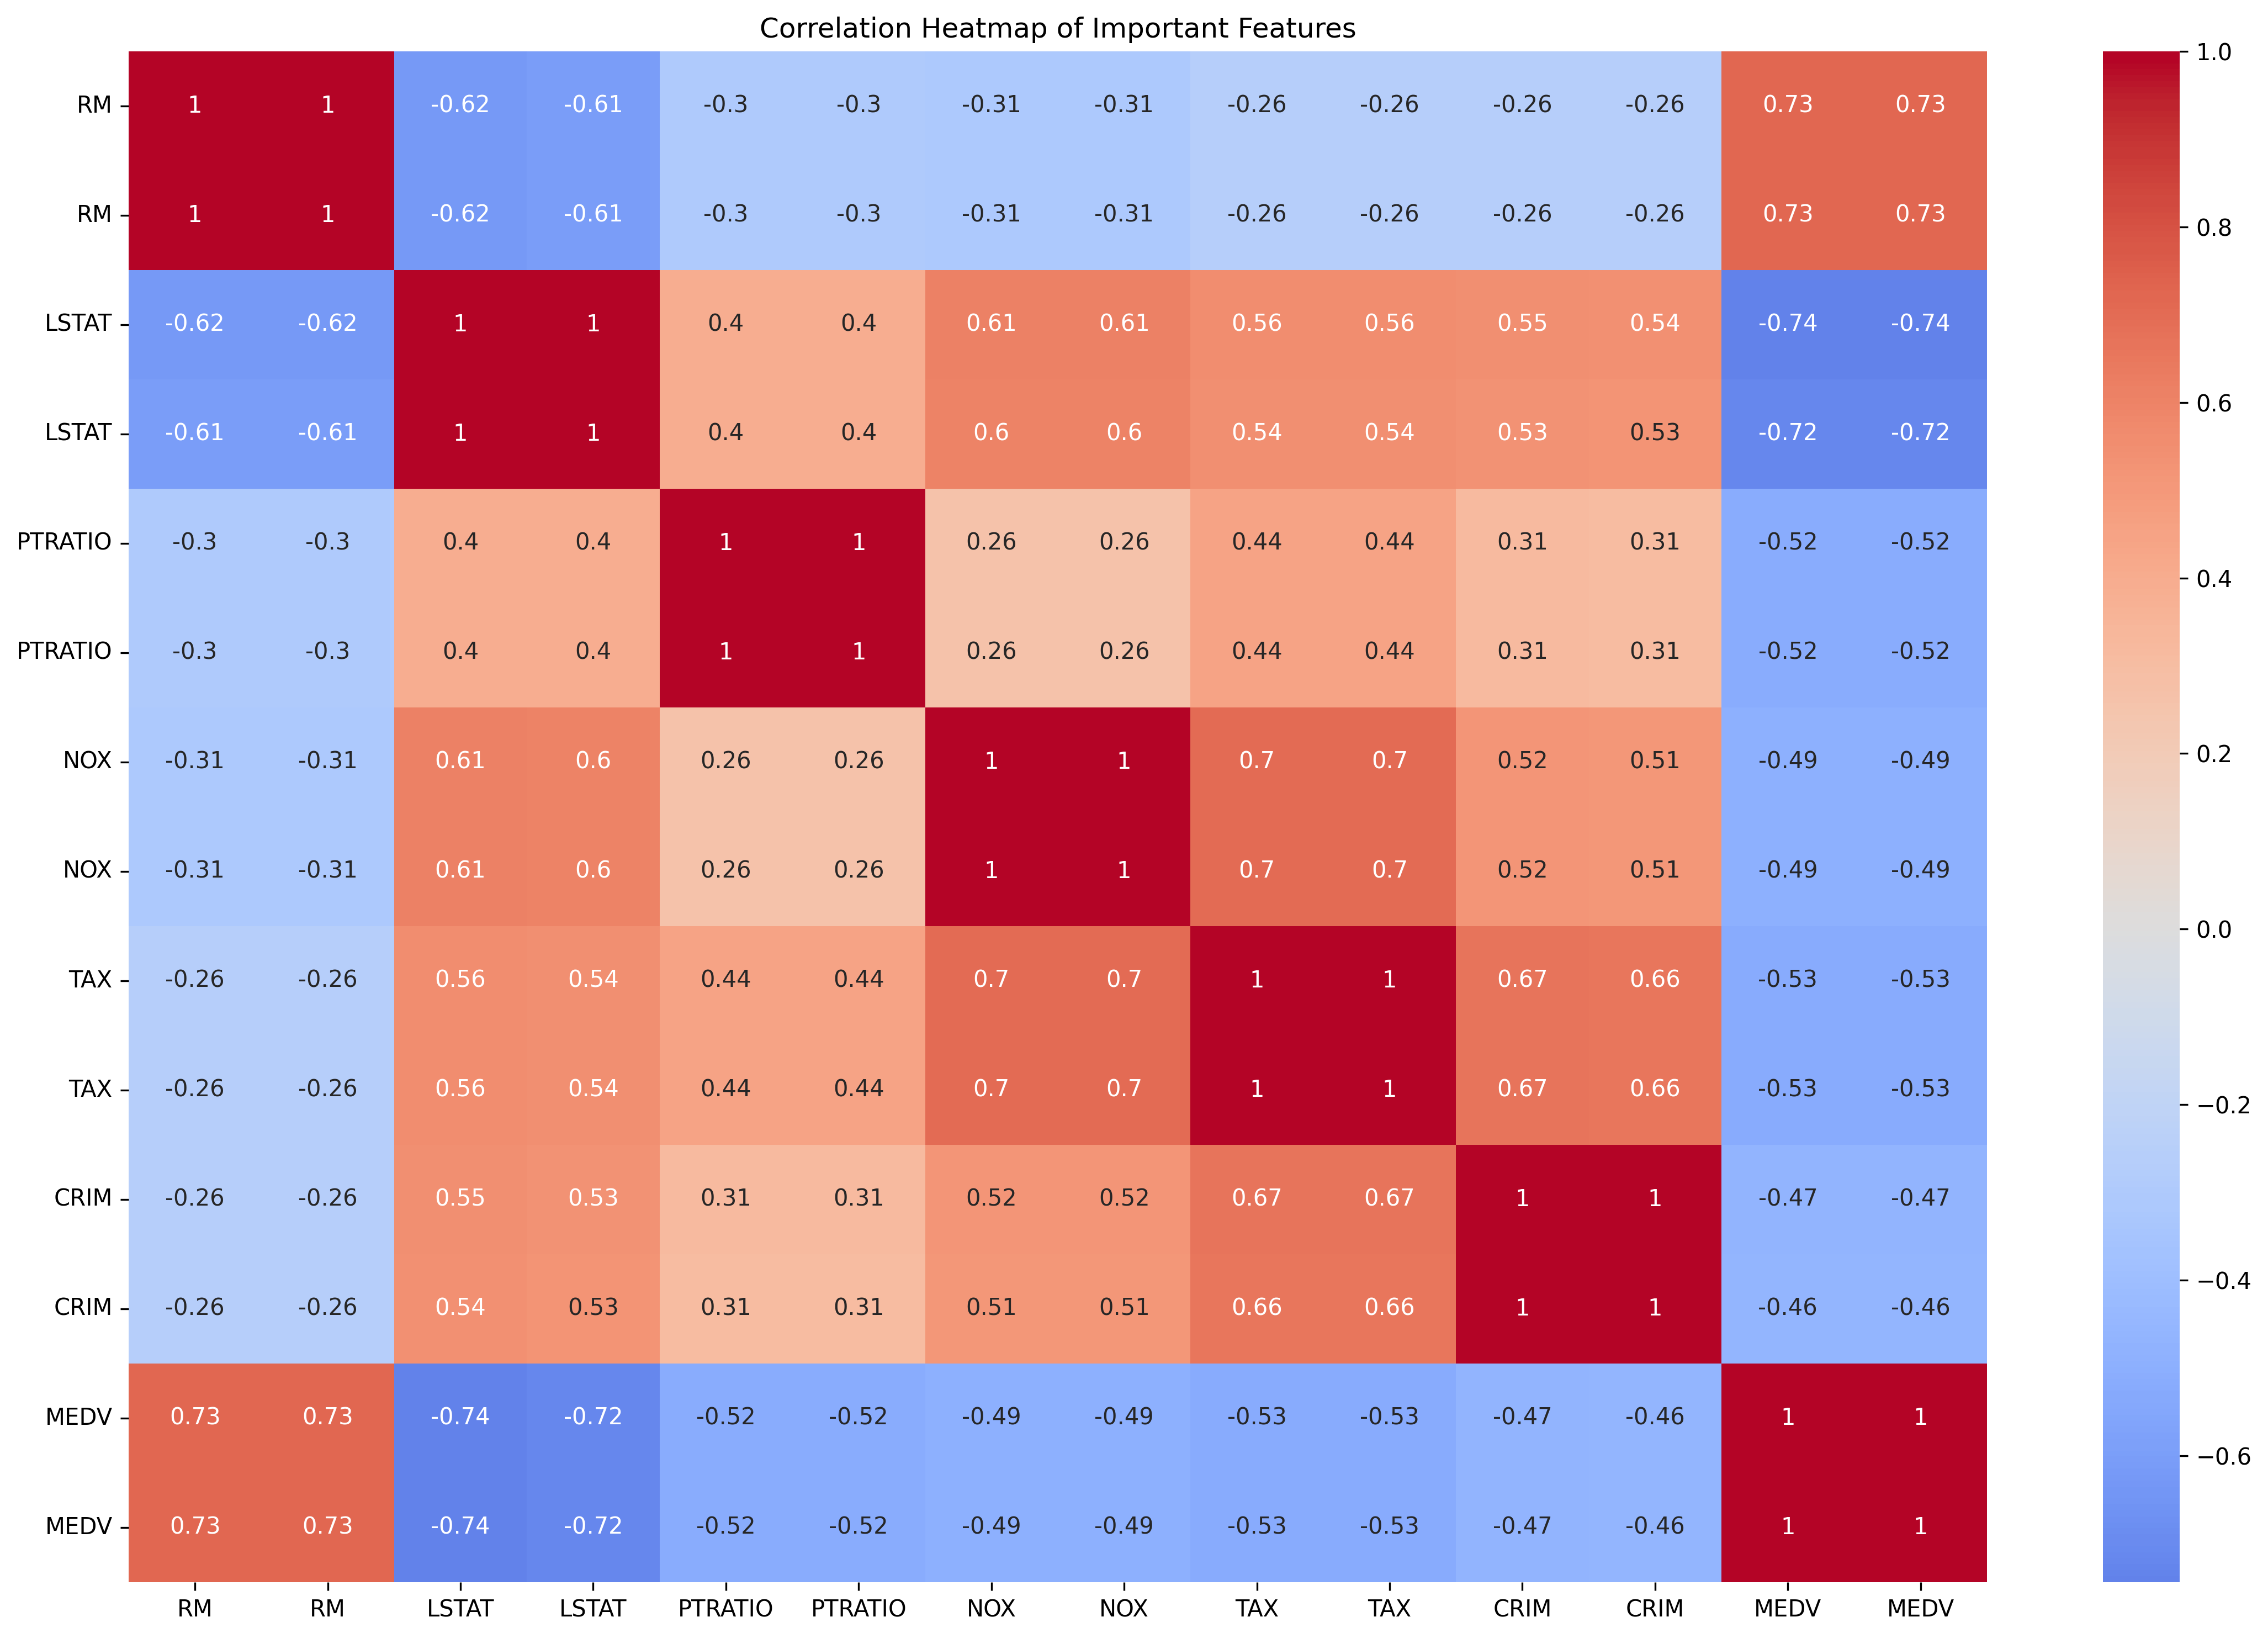 Correlation Heatmap of Important Features
RM 1 1 -0.62 -0.61 -0.3 -0.3 -0.31 -0.31 -0.26 -0.26 -0.26 -0.26 0.73 0.73
RM 1 1 -0.62 -0.61 -0.3 -0.3 -0.31 -0.31 -0.26 -0.26 -0.26 -0.26 0.73 0.73
LSTAT -0.62 -0.62 1 1 0.4 0.4 0.61 0.61 0.56 0.56 0.55 0.54 -0.74 -0.74
LSTAT -0.61 -0.61 1 1 0.4 0.4 0.6 0.6 0.54 0.54 0.53 0.53 -0.72 -0.72
PTRATIO -0.3 -0.3 0.4 0.4 1 1 0.26 0.26 0.44 0.44 0.31 0.31 -0.52 -0.52
PTRATIO -0.3 -0.3 0.4 0.4 1 1 0.26 0.26 0.44 0.44 0.31 0.31 -0.52 -0.52
NOX -0.31 -0.31 0.61 0.6 0.26 0.26 1 1 0.7 0.7 0.52 0.51 -0.49 -0.49
NOX -0.31 -0.31 0.61 0.6 0.26 0.26 1 1 0.7 0.7 0.52 0.51 -0.49 -0.49
TAX -0.26 -0.26 0.56 0.54 0.44 0.44 0.7 0.7 1 1 0.67 0.66 -0.53 -0.53
TAX -0.26 -0.26 0.56 0.54 0.44 0.44 0.7 0.7 1 1 0.67 0.66 -0.53 -0.53
CRIM -0.26 -0.26 0.55 0.53 0.31 0.31 0.52 0.52 0.67 0.67 1 1 -0.47 -0.47
CRIM -0.26 -0.26 0.54 0.53 0.31 0.31 0.51 0.51 0.66 0.66 1 1 -0.46 -0.46
MEDV 0.73 0.73 -0.74 -0.72 -0.52 -0.52 -0.49 -0.49 -0.53 -0.53 -0.47 -0.46 1 1
MEDV 0.73 0.73 -0.74 -0.72 -0.52 -0.52 -0.49 -0.49 -0.53 -0.53 -0.47 -0.46 1 1
RM RM LSTAT LSTAT PTRATIO PTRATIO NOX NOX TAX TAX CRIM CRIM MEDV MEDV
1.0
0.8
0.6
0.4
0.2
0.0
−0.2
−0.4
−0.6